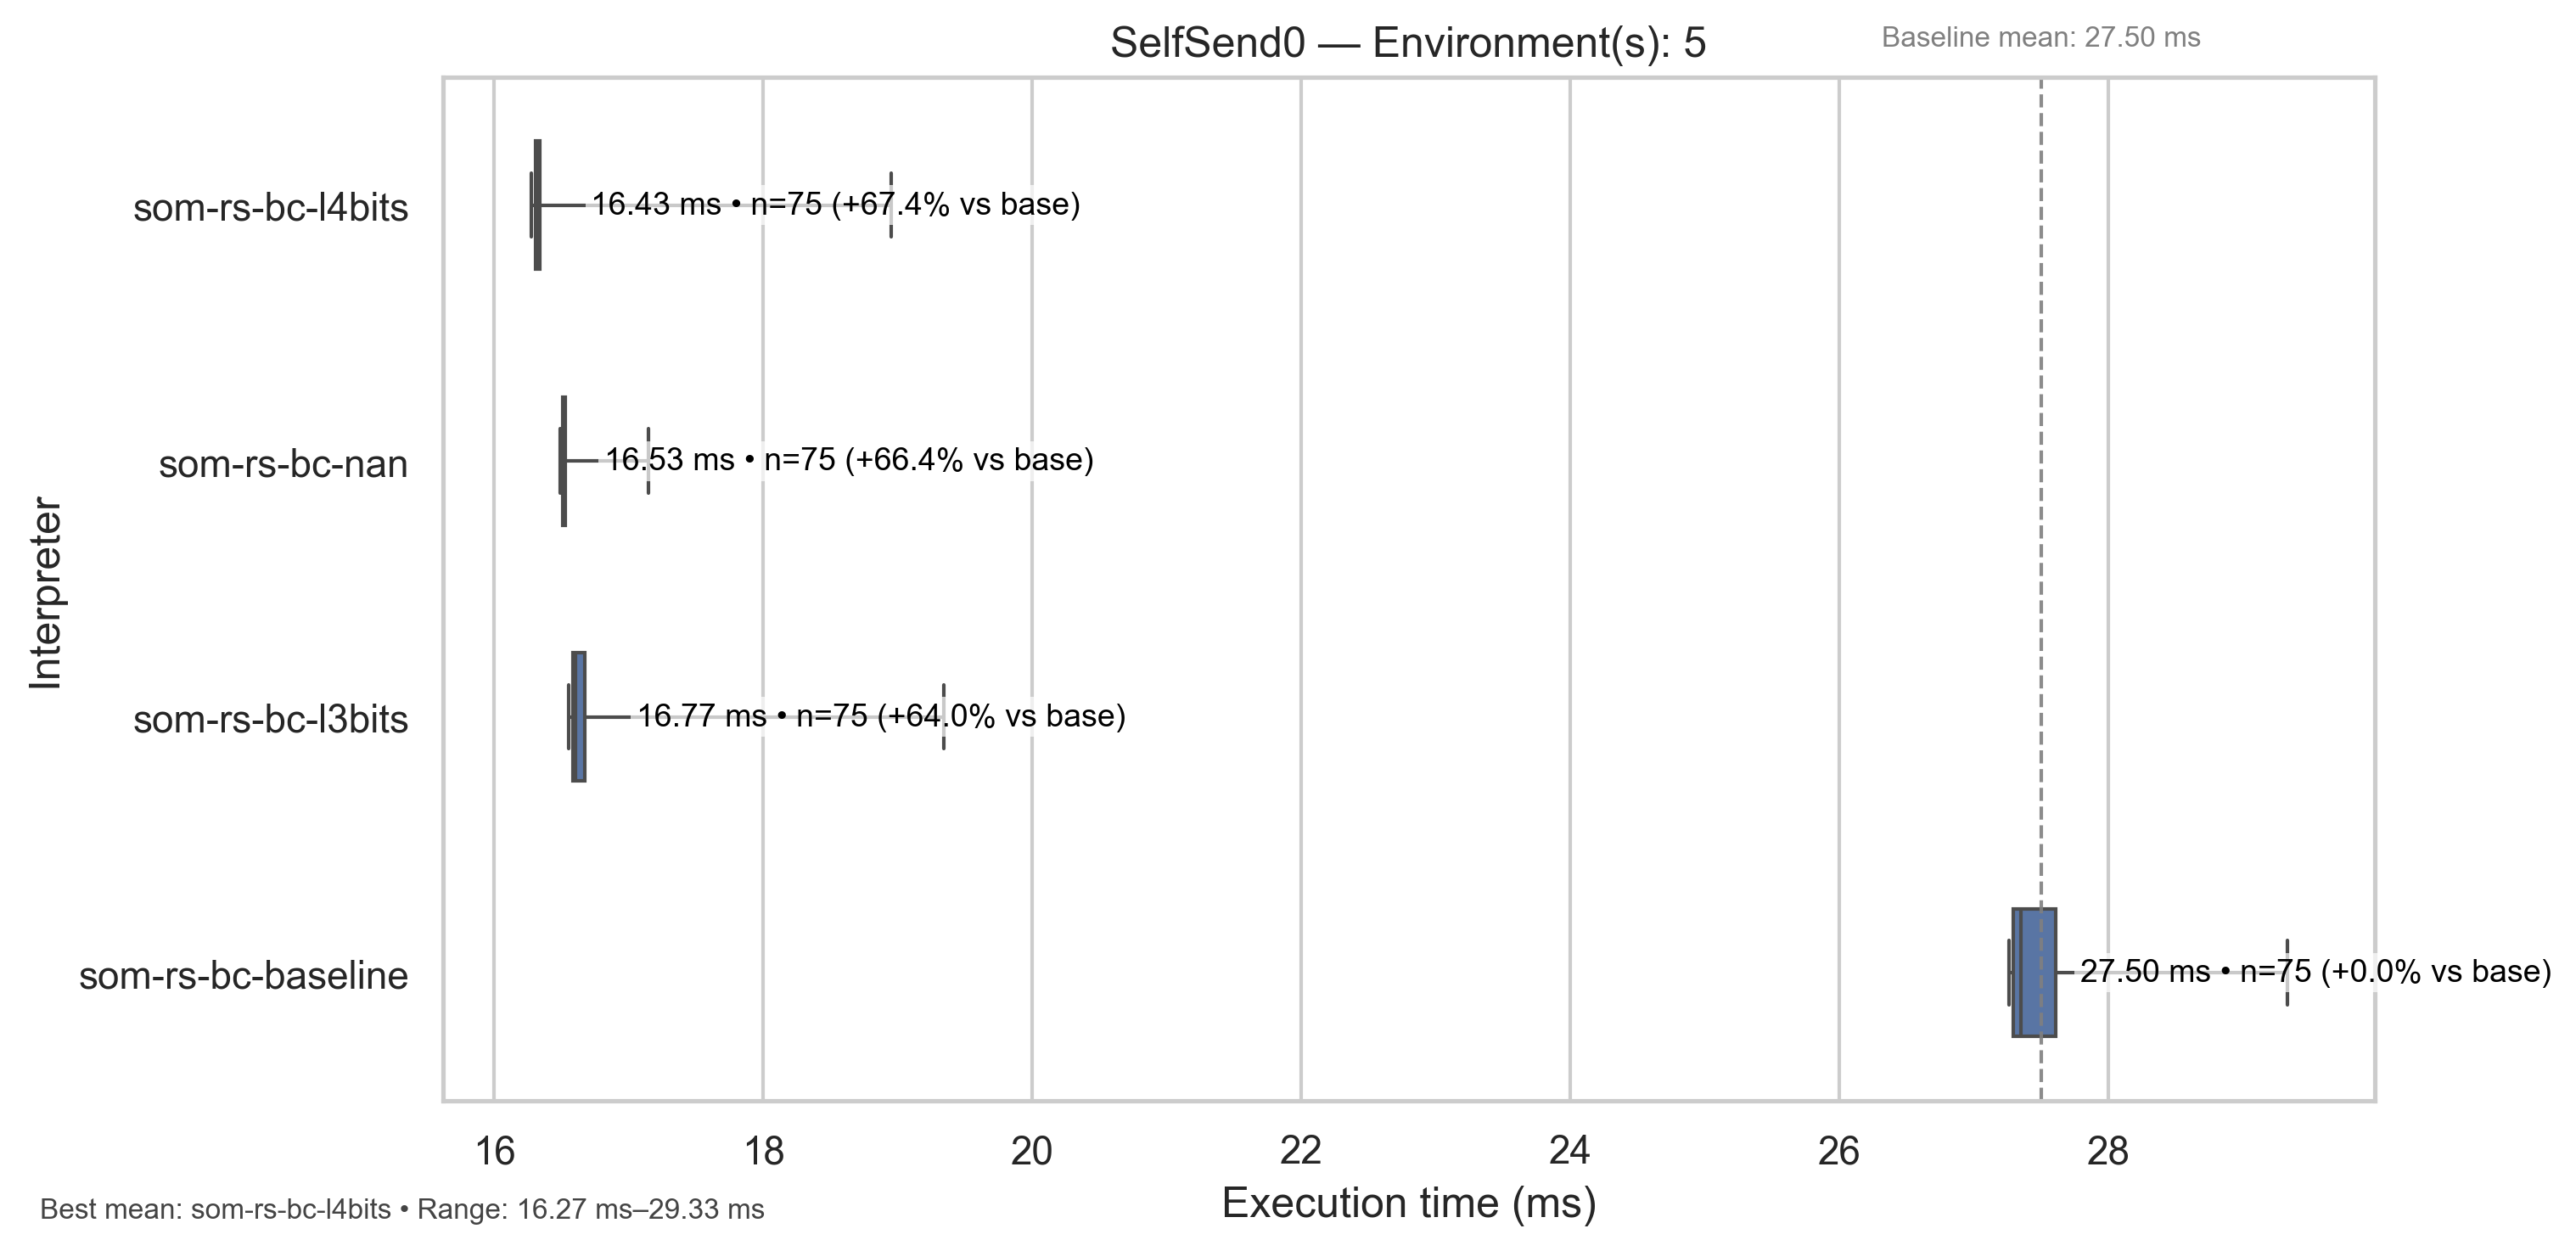 SelfSend0 — Environment(s): 5
Baseline mean: 27.50 ms
Interpreter
som-rs-bc-l4bits
16.43 ms • n=75 (+67.4% vs base)
som-rs-bc-nan
16.53 ms • n=75 (+66.4% vs base)
som-rs-bc-l3bits
16.77 ms • n=75 (+64.0% vs base)
som-rs-bc-baseline
27.50 ms • n=75 (+0.0% vs base)
16 18 20 22 24 26 28
Execution time (ms)
Best mean: som-rs-bc-l4bits • Range: 16.27 ms–29.33 ms